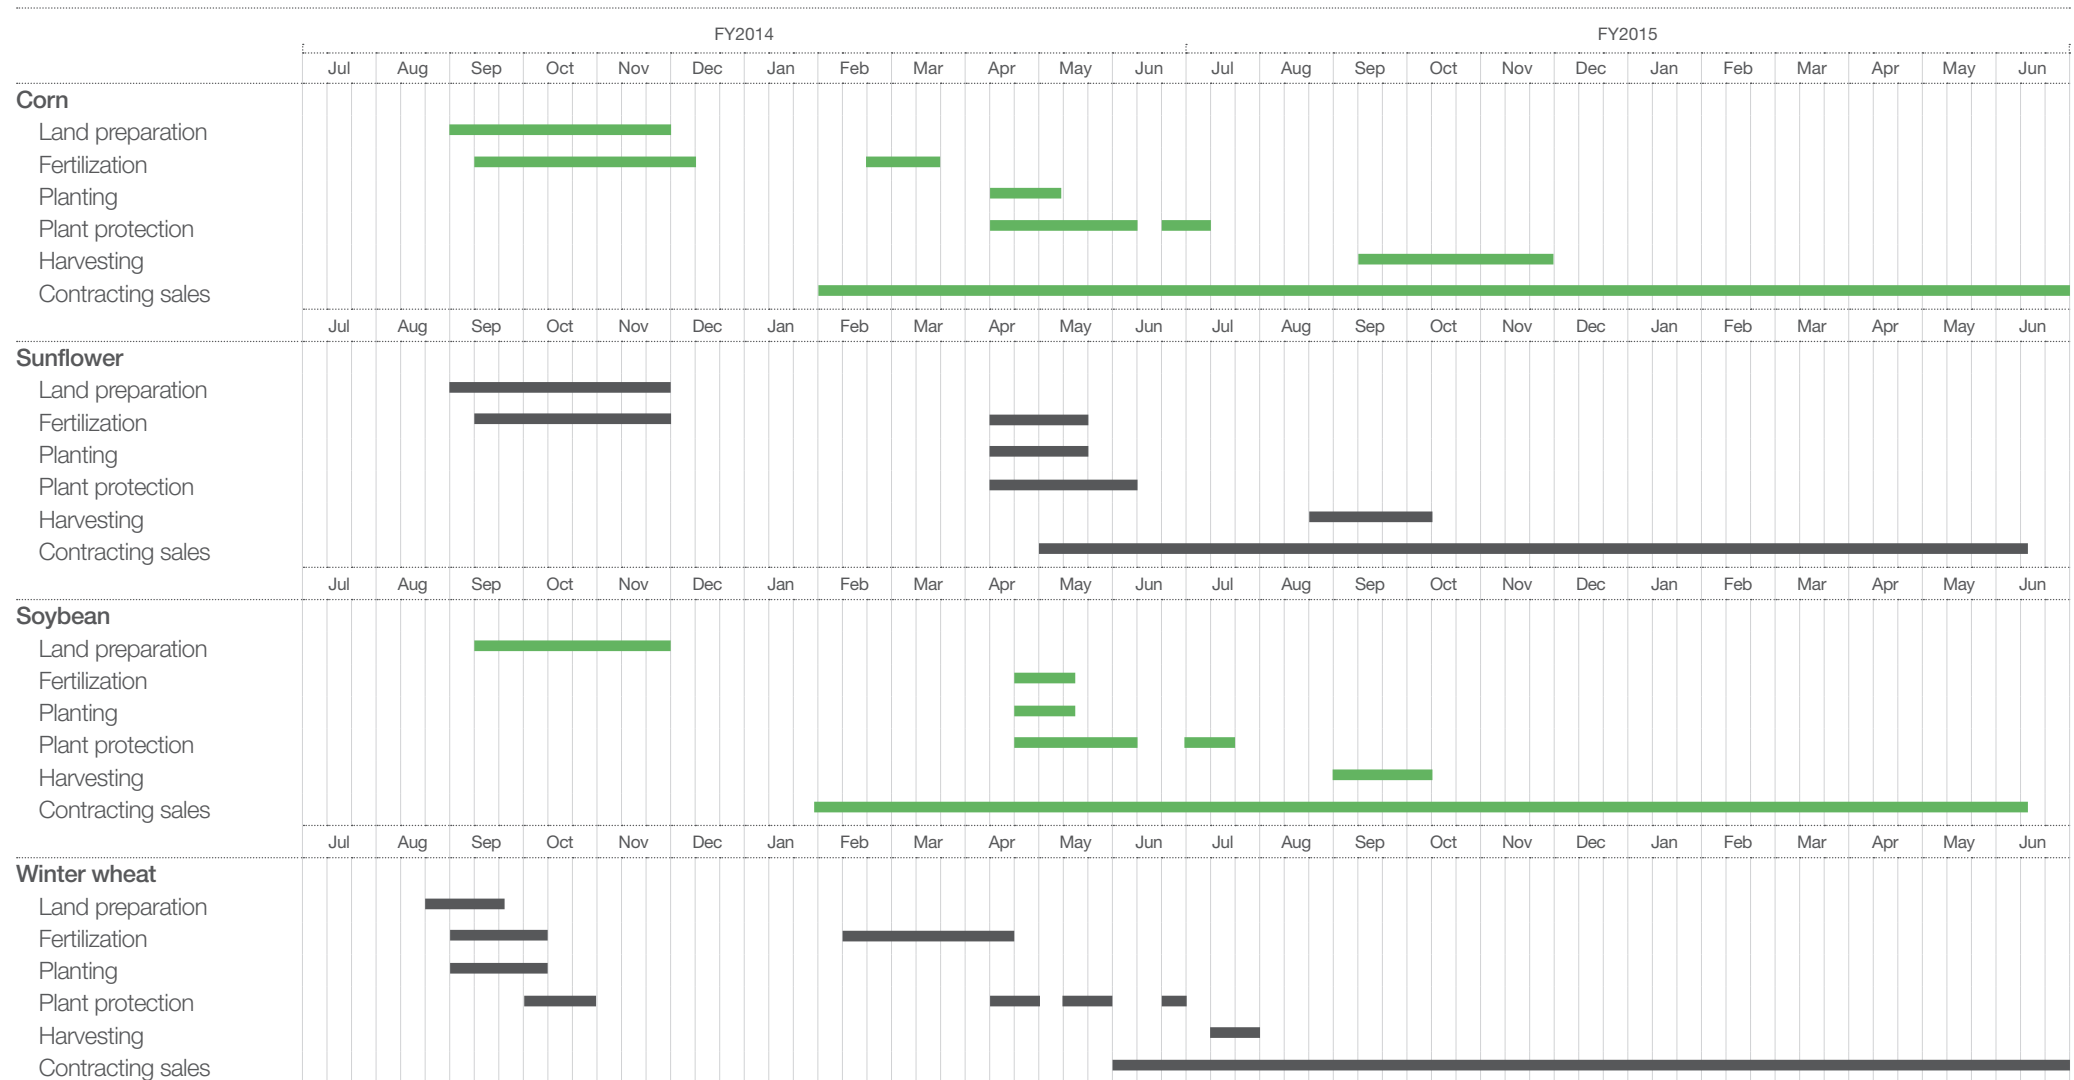 FY2014 FY2015
Jul Aug Sep Oct Nov Dec Jan Feb Mar Apr May Jun Jul Aug Sep Oct Nov Dec Jan Feb Mar Apr May Jun
Corn
Land preparation
Fertilization
Planting
Plant protection
Harvesting
Contracting sales
Jul Aug Sep Oct Nov Dec Jan Feb Mar Apr May Jun Jul Aug Sep Oct Nov Dec Jan Feb Mar Apr May Jun
Sunflower
Land preparation
Fertilization
Planting
Plant protection
Harvesting
Contracting sales
Jul Aug Sep Oct Nov Dec Jan Feb Mar Apr May Jun Jul Aug Sep Oct Nov Dec Jan Feb Mar Apr May Jun
Soybean
Land preparation
Fertilization
Planting
Plant protection
Harvesting
Contracting sales
Jul Aug Sep Oct Nov Dec Jan Feb Mar Apr May Jun Jul Aug Sep Oct Nov Dec Jan Feb Mar Apr May Jun
Winter wheat
Land preparation
Fertilization
Planting
Plant protection
Harvesting
Contracting sales